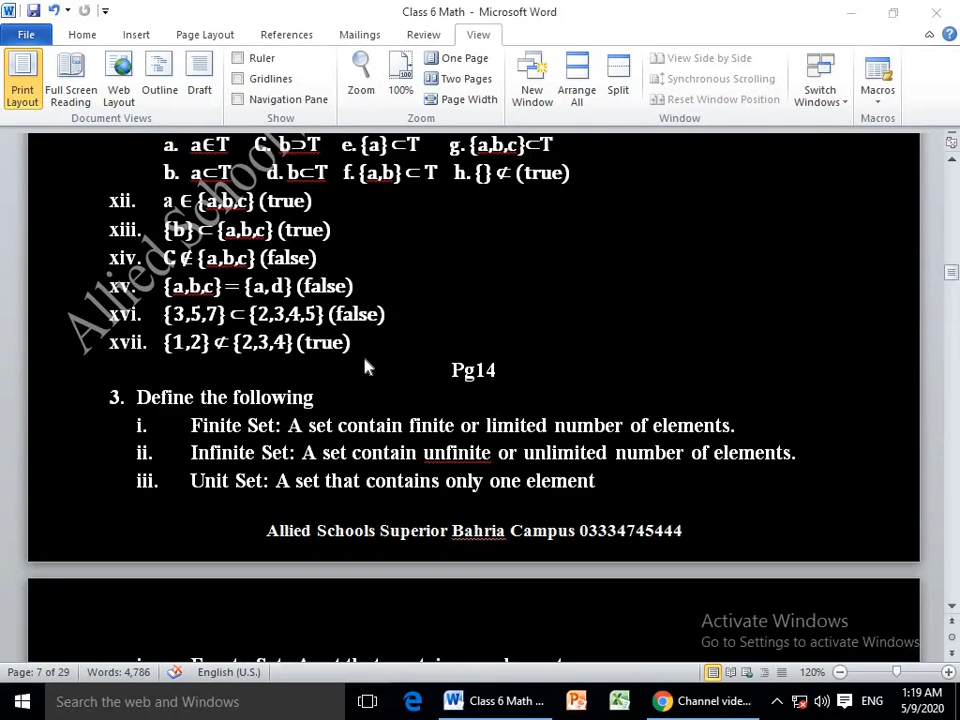 Class 6 Math - Microsoft Word
File Home Insert Page Layout References Mailings Review View
Ruler
Gridlines
Navigation Pane
One Page
Two Pages
Page Width
View Side by Side
Synchronous Scrolling
Reset Window Position
Print Layout
Full Screen Reading
Web Layout
Outline
Draft
Zoom
100%
New Window
Arrange All
Split
Switch Windows
Macros
Document Views
Show
Zoom
Window
Macros
a. a∈T C. b⊃T e. {a}⊂T g. {a,b,c}⊂T
b. a⊂T d. b⊂T f. {a,b} ⊂ T h. {} ⊄ (true)
xii. a ∈ {a,b,c} (true)
xiii. {b} ⊂ {a,b,c} (true)
xiv. C ∉ {a,b,c} (false)
xv. {a,b,c} = {a, d} (false)
xvi. {3,5,7} ⊂ {2,3,4,5} (false)
xvii. {1,2} ⊄ {2,3,4} (true)
Pg14
3. Define the following
i. Finite Set: A set contain finite or limited number of elements.
ii. Infinite Set: A set contain unfinite or unlimited number of elements.
iii. Unit Set: A set that contains only one element
Allied Schools Superior Bahria Campus 03334745444
Allied School
Activate Windows
Go to Settings to activate Windows
Page: 7 of 29 Words: 4,786 English (U.S.) 120%
Search the web and Windows
Class 6 Math ...
Channel vide...
ENG
1:19 AM
5/9/2020